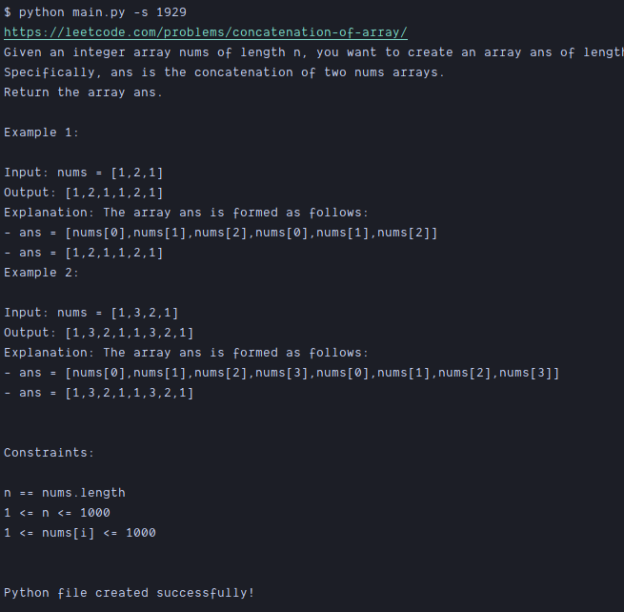 $ python main.py -s 1929
https://leetcode.com/problems/concatenation-of-array/
Given an integer array nums of length n, you want to create an array ans of
Specifically, ans is the concatenation of two nums arrays.
Return the array ans.
Example 1:
Input: nums = [1,2,1]
Output: [1,2,1,1,2,1]
Explanation: The array ans is formed as follows:
- ans = [nums[0],nums[1],nums[2],nums[0],nums[1],nums[2]]
- ans = [1,2,1,1,2,1]
Example 2:
Input: nums = [1,3,2,1]
Output: [1,3,2,1,1,3,2,1]
Explanation: The array ans is formed as follows:
- ans = [nums[0],nums[1],nums[2],nums[3],nums[0],nums[1],nums[2],nums[3]]
- ans = [1,3,2,1,1,3,2,1]
Constraints:
n == nums.length
1 <= n <= 1000
1 <= nums[i] <= 1000
Python file created successfully!